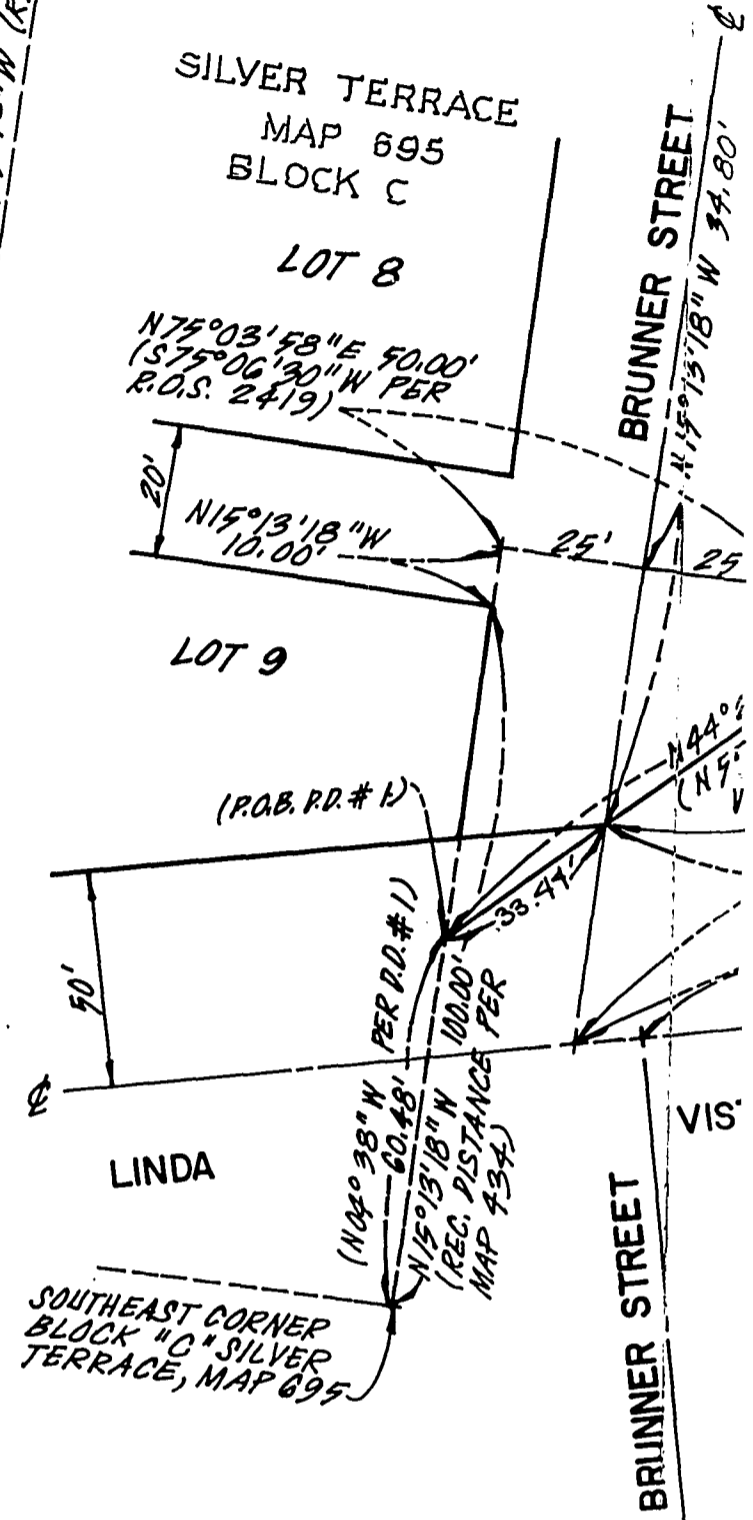 SILVER TERRACE
MAP 695
BLOCK C
LOT 8
N75°03'58"E 50.00'
(S75°06'30"W PER
R.O.S. 2419)
BRUNNER STREET
N15°13'18"W 34.80'
℄
20'
N15°13'18"W
10.00'
25'
25
LOT 9
(P.O.B. P.D. # 1)
N44°
(N5
33.44'
50'
(N04°38"W PER D.D.#1)
60.48'
N15°13'18"W 100.00'
(REC. DISTANCE PER
MAP 434)
℄
LINDA
VIS
SOUTHEAST CORNER
BLOCK "C" SILVER
TERRACE, MAP 695
BRUNNER STREET